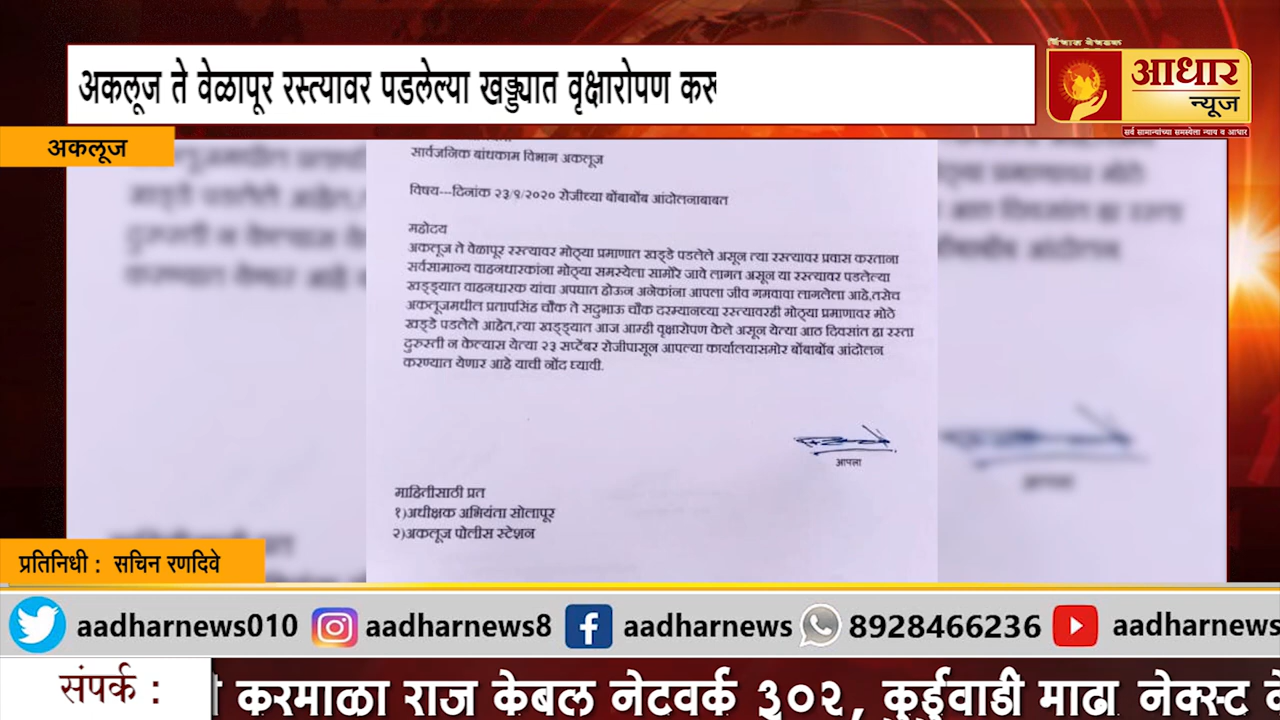 अकलूज ते वेळापूर रस्त्यावर पडलेल्या खड्ड्यात वृक्षारोपण करु
आधार
न्यूज
सर्व सामान्यांच्या समस्येला न्याय व आधार
अकलूज
सार्वजनिक बांधकाम विभाग अकलूज
विषय---दिनांक २३/९/२०२० रोजीच्या बोंबाबोंब आंदोलनाबाबत
महोदय
अकलूज ते वेळापूर रस्त्यावर मोठ्या प्रमाणात खड्डे पडलेले असून त्या रस्त्यावर प्रवास करताना
सर्वसामान्य वाहनधारकांना मोठ्या समस्येला सामोरे जावे लागत असून या रस्त्यावर पडलेल्या
खड्ड्यात वाहनधारक यांचा अपघात होऊन अनेकांना आपला जीव गमवावा लागलेला आहे,तसेच
अकलूजमधील प्रतापसिंह चौक ते सदुभाऊ चौक दरम्यानच्या रस्त्यावरही मोठ्या प्रमाणावर मोठे
खड्डे पडलेले आहेत,त्या खड्ड्यात आज आम्ही वृक्षारोपण केले असून येत्या आठ दिवसांत हा रस्ता
दुरुस्ती न केल्यास येत्या २३ सप्टेंबर रोजीपासून आपल्या कार्यालयासमोर बोंबाबोंब आंदोलन
करण्यात येणार आहे याची नोंद घ्यावी.
आपला
माहितीसाठी प्रत
१)अधीक्षक अभियंता सोलापूर
२)अकलूज पोलीस स्टेशन
प्रतिनिधी : सचिन रणदिवे
aadharnews010 aadharnews8 aadharnews 8928466236 aadharnews
संपर्क : करमाळा राज केबल नेटवर्क ३०२, कुर्डुवाडी माढा नेक्स्ट